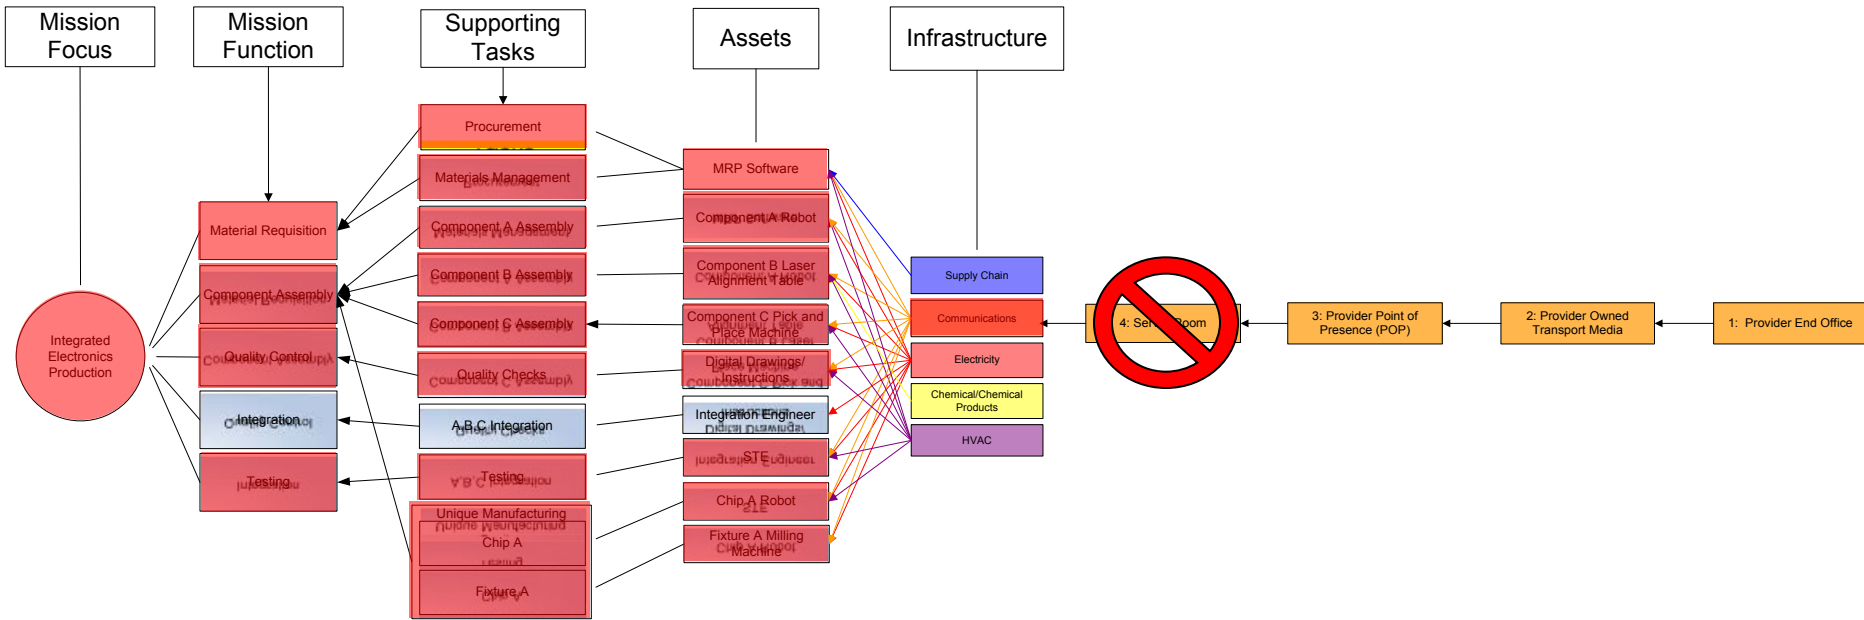 Mission
Focus
Mission
Function
Supporting
Tasks
Assets
Infrastructure
Integrated
Electronics
Production
Material Requisition
Component Assembly
Quality Control
Integration
Testing
Procurement
Materials Management
Component A Assembly
Component B Assembly
Component C Assembly
Quality Checks
A,B,C Integration
Testing
Unique Manufacturing
Chip A
Fixture A
MRP Software
Component A Robot
Component B Laser
Alignment Table
Component C Pick and
Place Machine
Digital Drawings/
Instructions
Integration Engineer
STE
Chip A Robot
Fixture A Milling
Machine
Supply Chain
Communications
Electricity
Chemical/Chemical
Products
HVAC
4: Room
3: Provider Point of
Presence (POP)
2: Provider Owned
Transport Media
1: Provider End Office